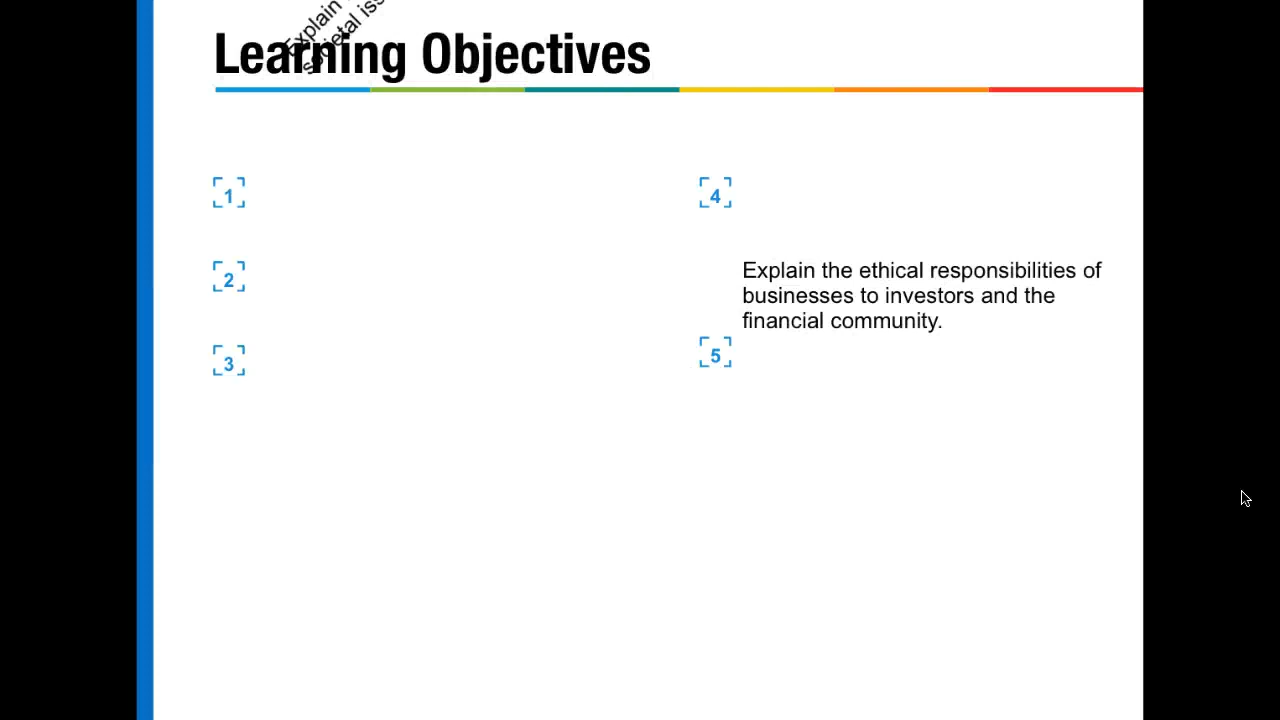 Explain
societal iss
Learning Objectives
1
2
3
4
Explain the ethical responsibilities of
businesses to investors and the
financial community.
5